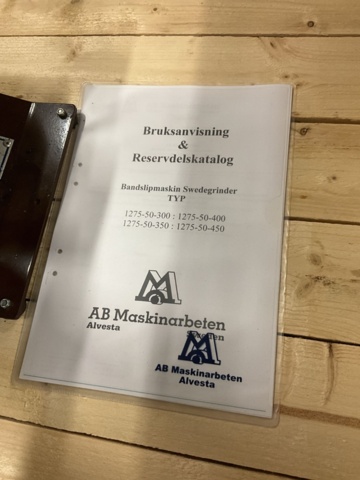 Bruksanvisning
&
Reservdelskatalog
Bandslipmaskin Swedegrinder
TYP
1275-50-300 : 1275-50-400
1275-50-350 : 1275-50-450
AB Maskinarbeten
Alvesta
Sweden
AB Maskinarbeten
Alvesta